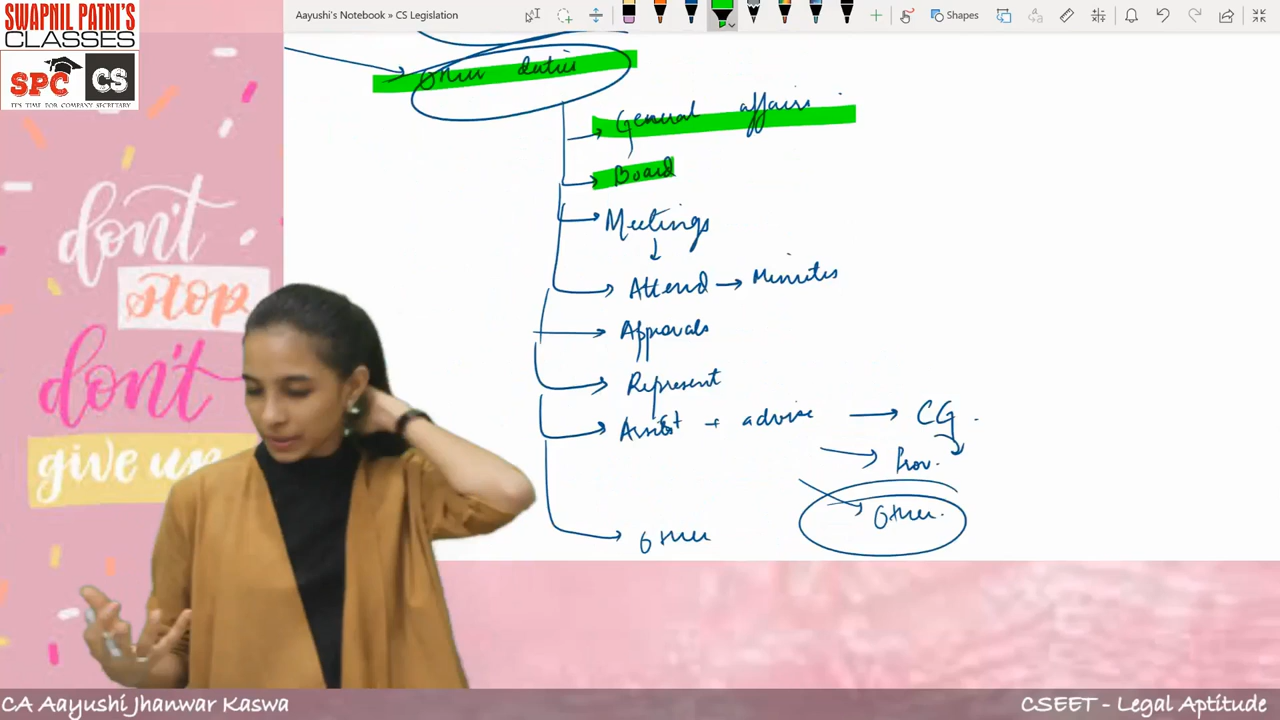 SWAPNIL PATNI'S
CLASSES
SPC CS
IT'S TIME FOR COMPANY SECRETARY
Aayushi's Notebook » CS Legislation
Shapes
Other duties
General affairs
Board
Meetings
Attend → Minutes
Approvals
Represent
Assist + advise → CG.
→ Prov.
→ Other.
Other
don't
stop
don't
give up
CA Aayushi Jhanwar Kaswa
CSEET - Legal Aptitude